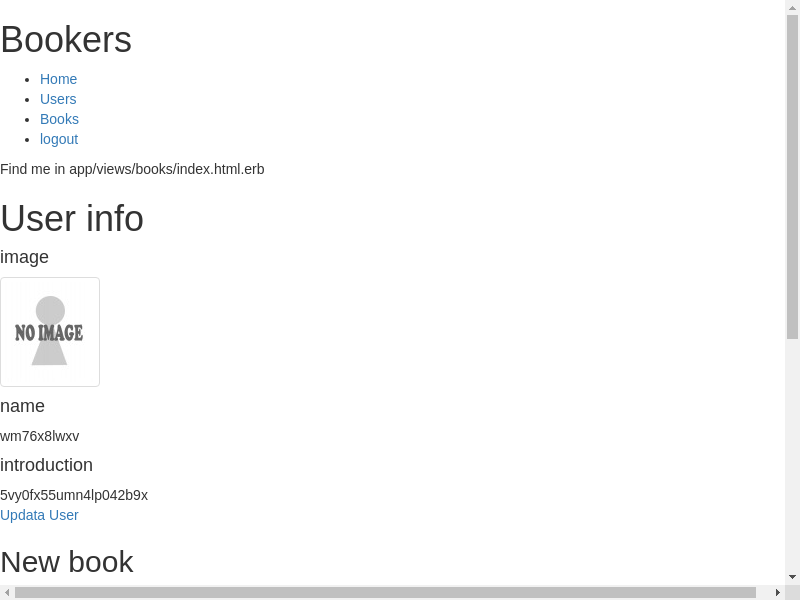 Bookers
Home
Users
Books
logout
Find me in app/views/books/index.html.erb
User info
image
NO IMAGE
name
wm76x8lwxv
introduction
5vy0fx55umn4lp042b9x
Updata User
New book